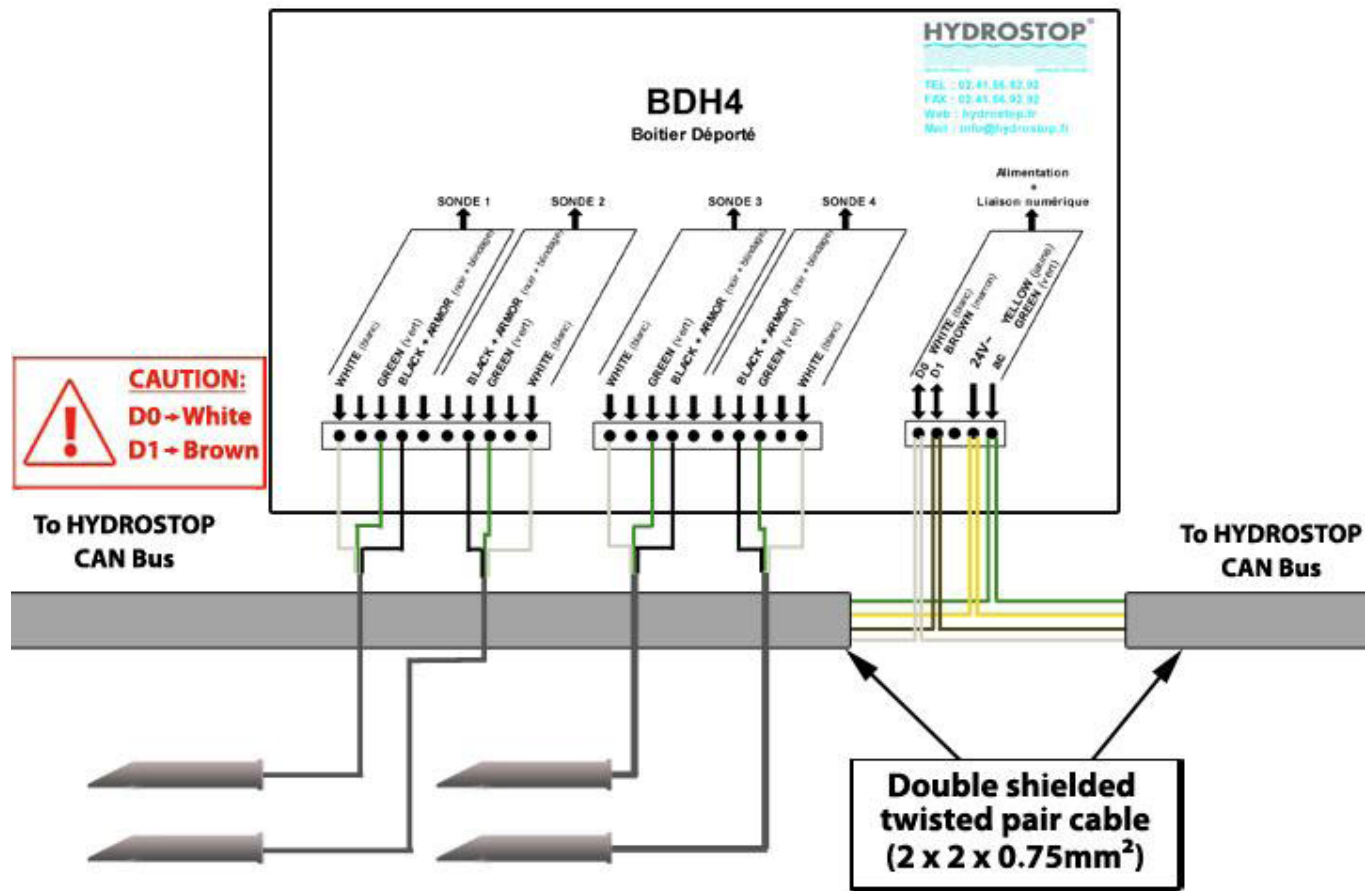 HYDROSTOP®
TEL : 02.41.56.92.92
FAX : 02.41.56.92.92
Web : hydrostop.fr
Mail : info@hydrostop.fr
BDH4
Boitier Déporté
Alimentation
+
Liaison numérique
SONDE 1
SONDE 2
SONDE 3
SONDE 4
WHITE (blanc)
GREEN (vert)
BLACK + ARMOR (noir + blindage)
BLACK + ARMOR (noir + blindage)
GREEN (vert)
WHITE (blanc)
WHITE (blanc)
GREEN (vert)
BLACK + ARMOR (noir + blindage)
BLACK + ARMOR (noir + blindage)
GREEN (vert)
WHITE (blanc)
D0 WHITE (blanc)
D1 BROWN (marron)
24V~ YELLOW (jaune)
ac GREEN (vert)
CAUTION:
D0→White
D1→Brown
To HYDROSTOP
CAN Bus
To HYDROSTOP
CAN Bus
Double shielded
twisted pair cable
(2 x 2 x 0.75mm²)